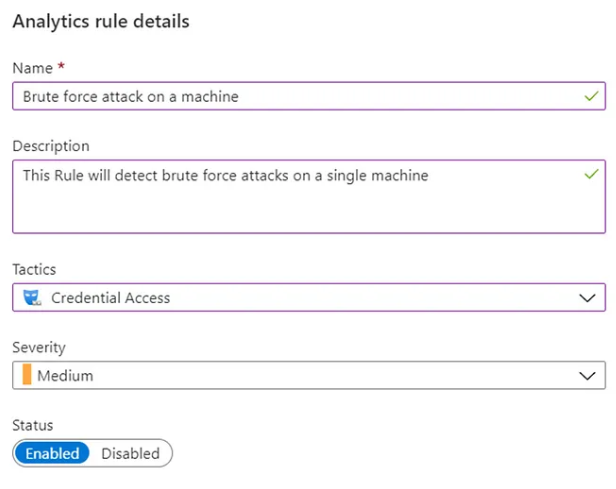 Analytics rule details
Name *
Brute force attack on a machine
Description
This Rule will detect brute force attacks on a single machine
Tactics
Credential Access
Severity
Medium
Status
Enabled Disabled